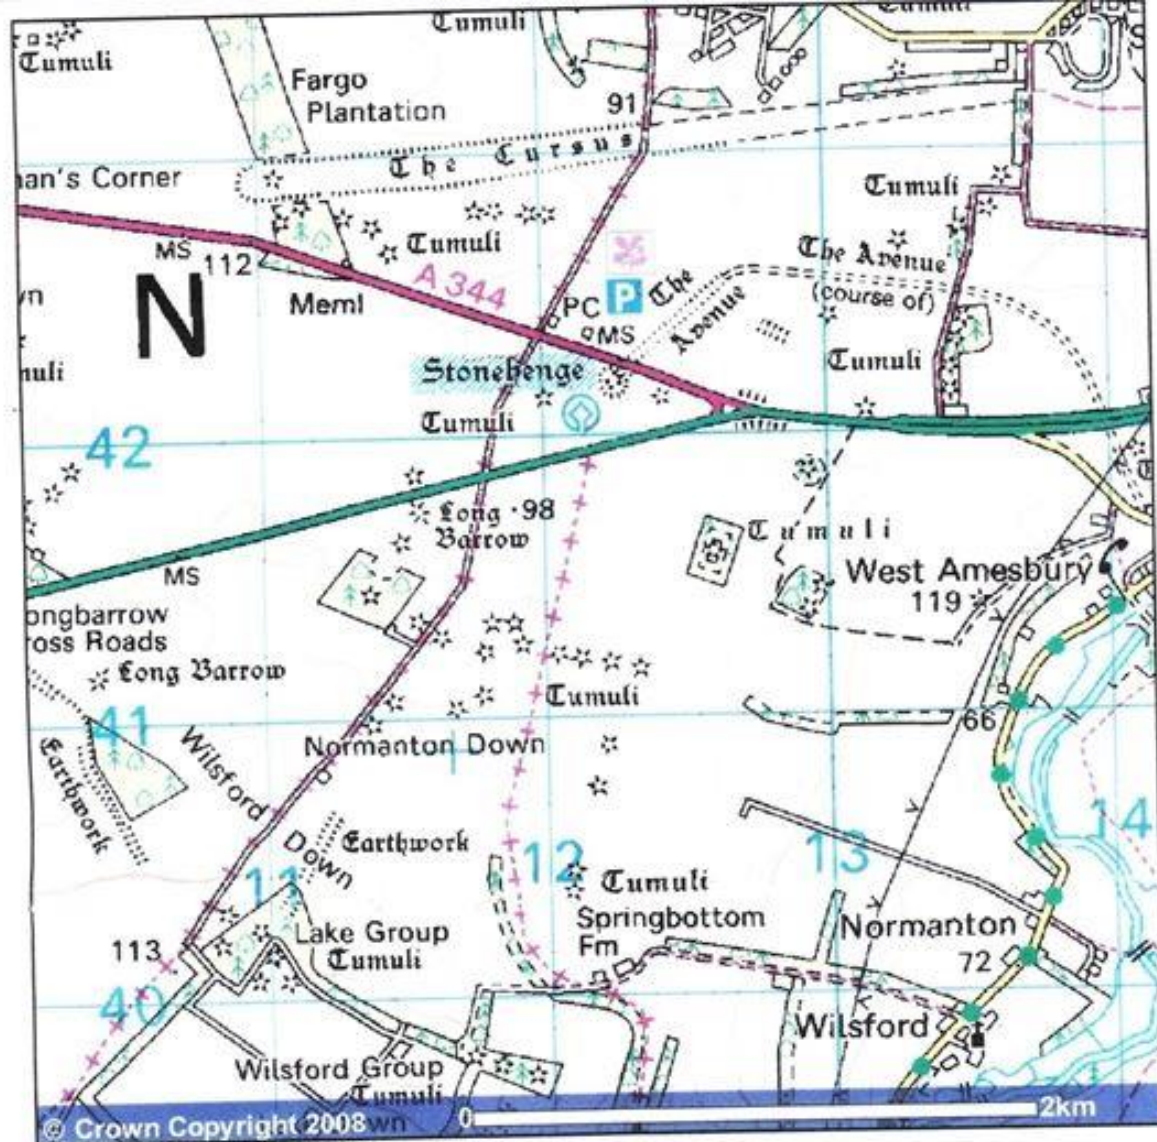 Tumuli
Tumuli
Tumuli
Fargo
Plantation
91
The Cursus
an's Corner
Tumuli
MS
112
Tumuli
The Avenue
(course of)
N
A 344
Meml
PC
P
The
Avenue
MS
Stonehenge
Tumuli
Tumuli
42
Long
Barrow
98
Tumuli
MS
West Amesbury
119
ongbarrow
ross Roads
Long Barrow
Tumuli
66
41
Wilsford
Down
Normanton Down
Earthwork
Earthwork
14
13
12
11
Tumuli
Springbottom
Fm
Normanton
113
Lake Group
Tumuli
72
40
Wilsford
Wilsford Group
Tumuli
© Crown Copyright 2008
0
2km